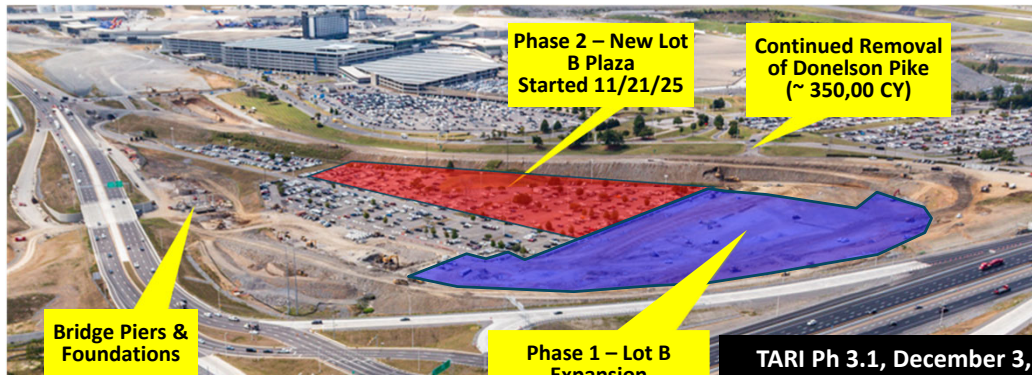 Phase 2 – New Lot
B Plaza
Started 11/21/25
Continued Removal
of Donelson Pike
(~ 350,00 CY)
Bridge Piers &
Foundations
Phase 1 – Lot B
Expansion
TARI Ph 3.1, December 3,